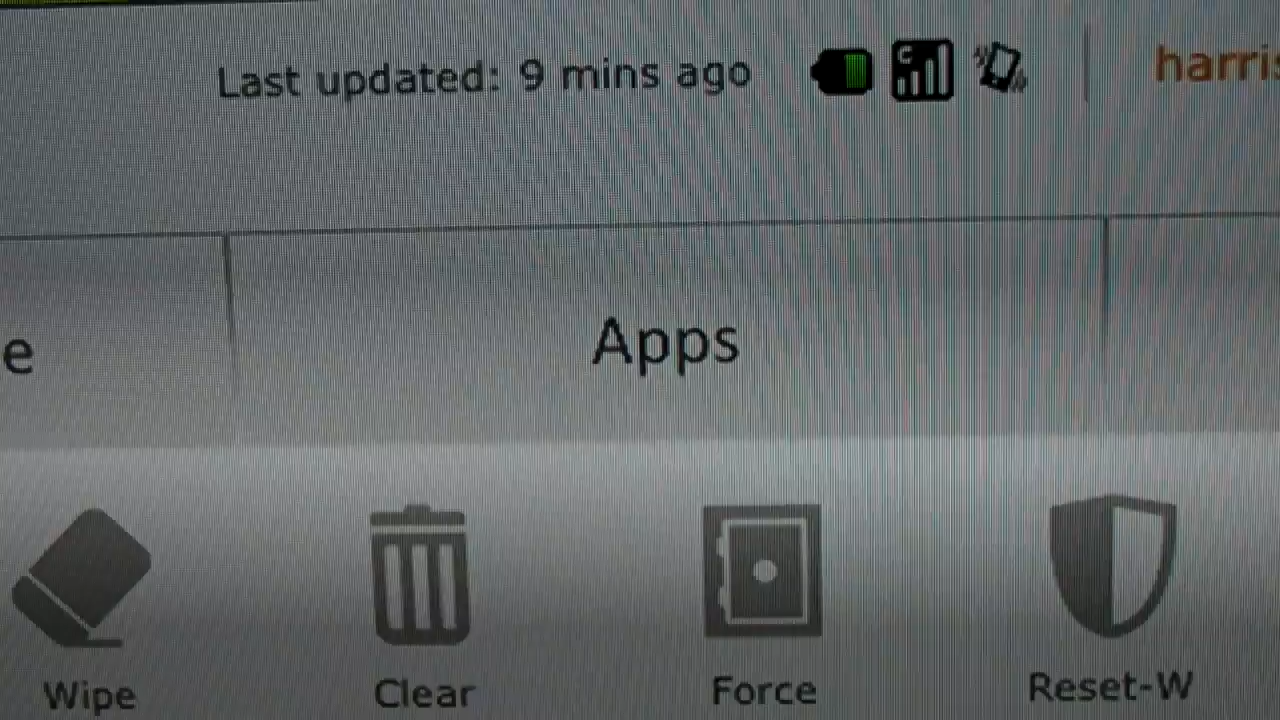 Last updated: 9 mins ago
harris
e
Apps
Wipe
Clear
Force
Reset-W